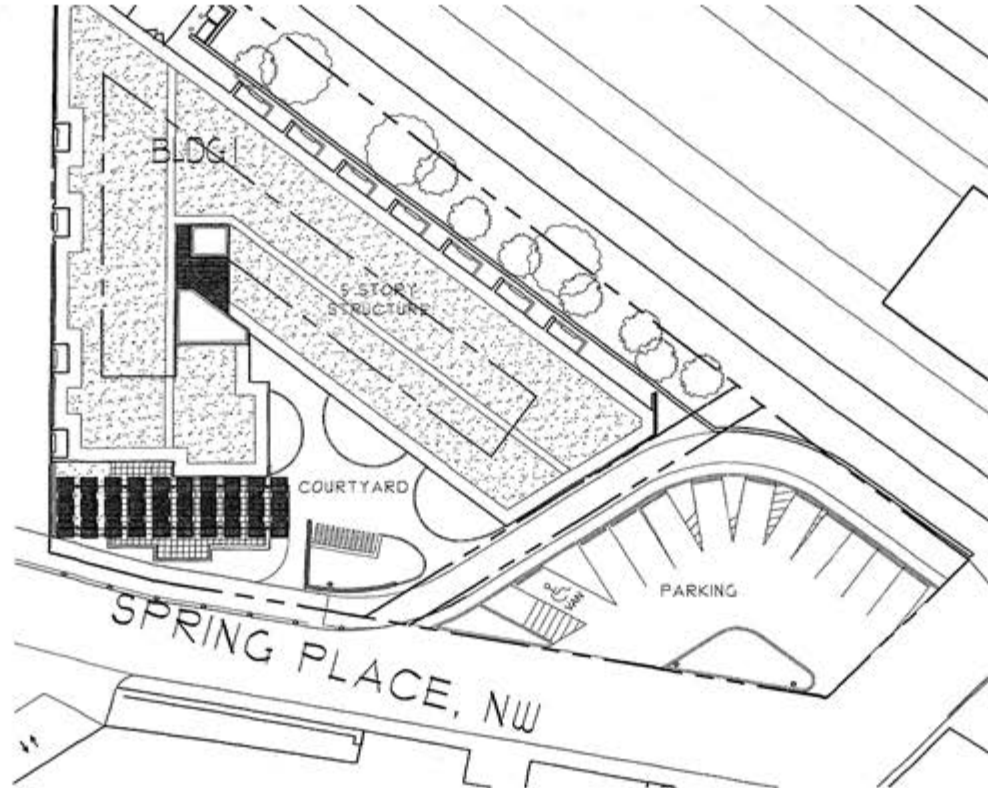 BLDG 1
5 STORY
STRUCTURE
COURTYARD
VAN
PARKING
SPRING PLACE, NW